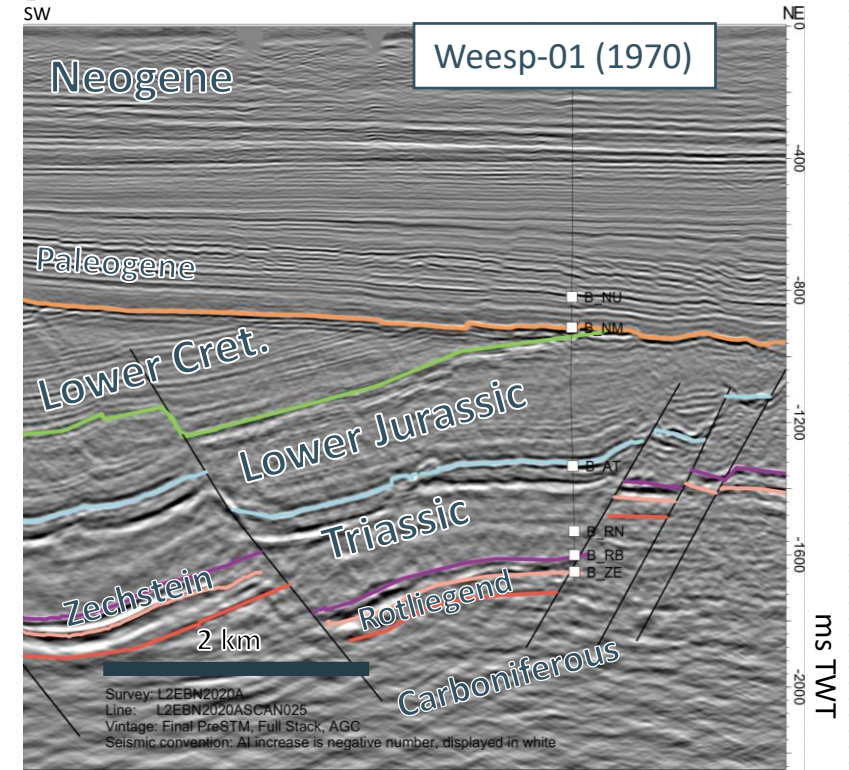 SW
NE
Weesp-01 (1970)
Neogene
0
-400
Paleogene
-800
B_NU
B_NM
Lower Cret.
Lower Jurassic
-1200
B_AT
Triassic
B_RN
-1600
B_RB
B_ZE
Zechstein
Rotliegend
2 km
ms TWT
Carboniferous
-2000
Survey: L2EBN2020A
Line: L2EBN2020ASCAN025
Vintage: Final PreSTM, Full Stack, AGC
Seismic convention: AI increase is negative number, displayed in white